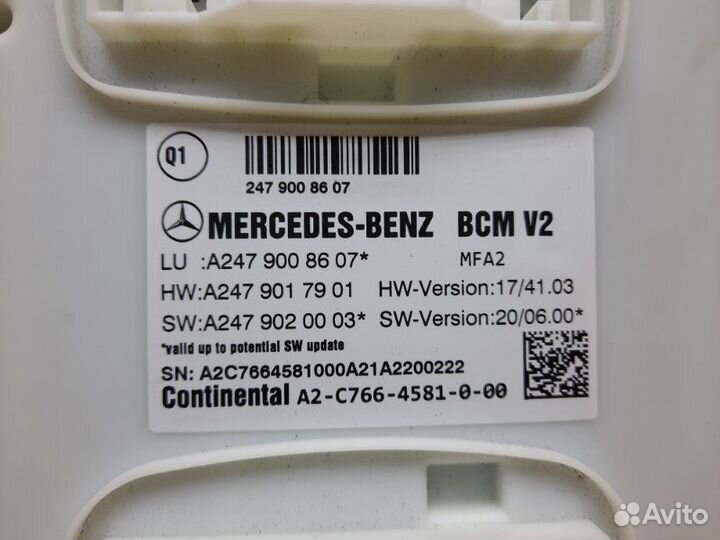 Q1
247 900 86 07
MERCEDES-BENZ BCM V2
LU :A247 900 86 07* MFA2
HW:A247 901 79 01 HW-Version:17/41.03
SW:A247 902 00 03* SW-Version:20/06.00*
*valid up to potential SW update
SN: A2C7664581000A21A2200222
Continental A2-C766-4581-0-00
Avito